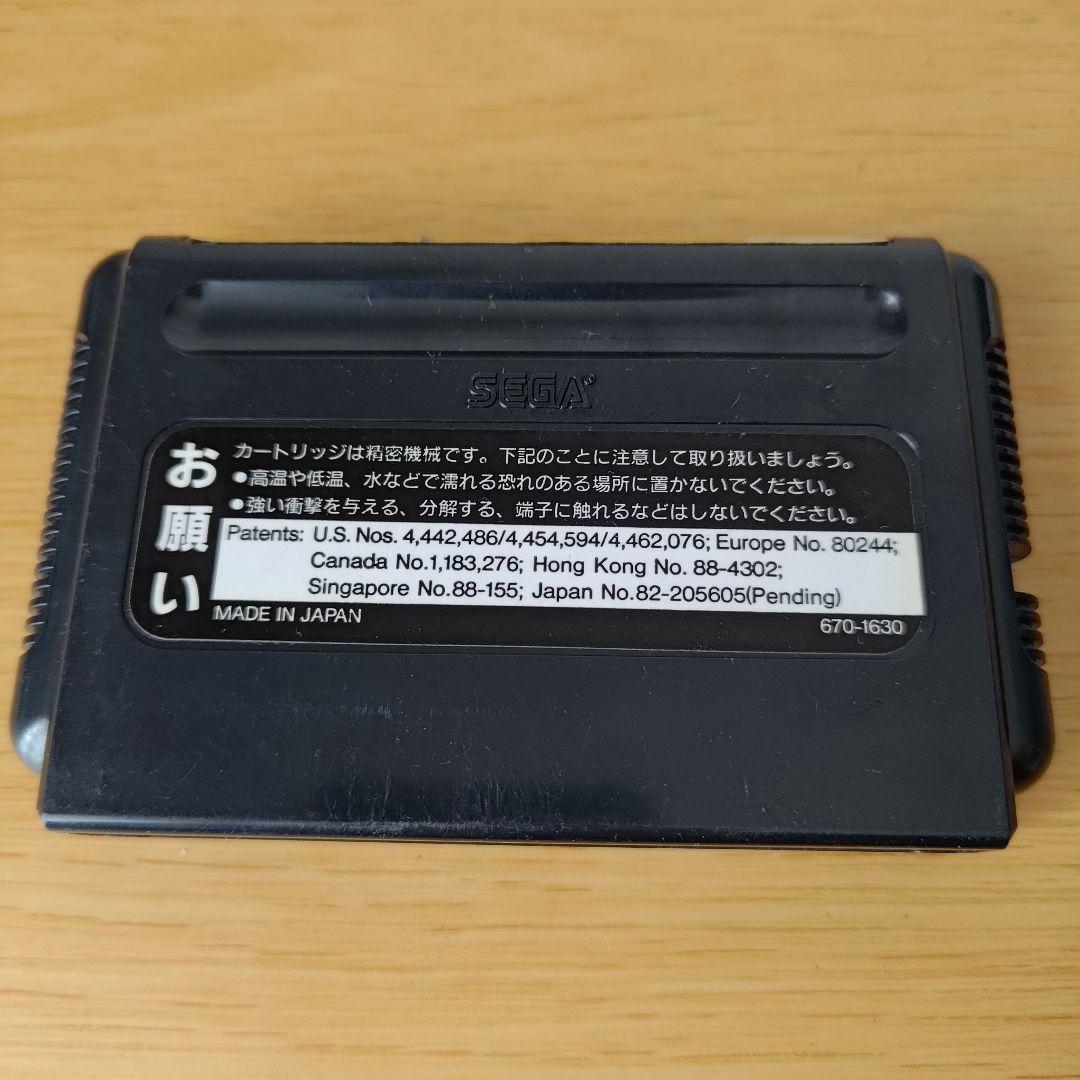 SEGA®
お願い
カートリッジは精密機械です。下記のことに注意して取り扱いましょう。
●高温や低温、水などで濡れる恐れのある場所に置かないでください。
●強い衝撃を与える、分解する、端子に触れるなどはしないでください。
Patents: U.S. Nos. 4,442,486/4,454,594/4,462,076; Europe No. 80244;
Canada No.1,183,276; Hong Kong No. 88-4302;
Singapore No.88-155; Japan No.82-205605(Pending)
MADE IN JAPAN
670-1630